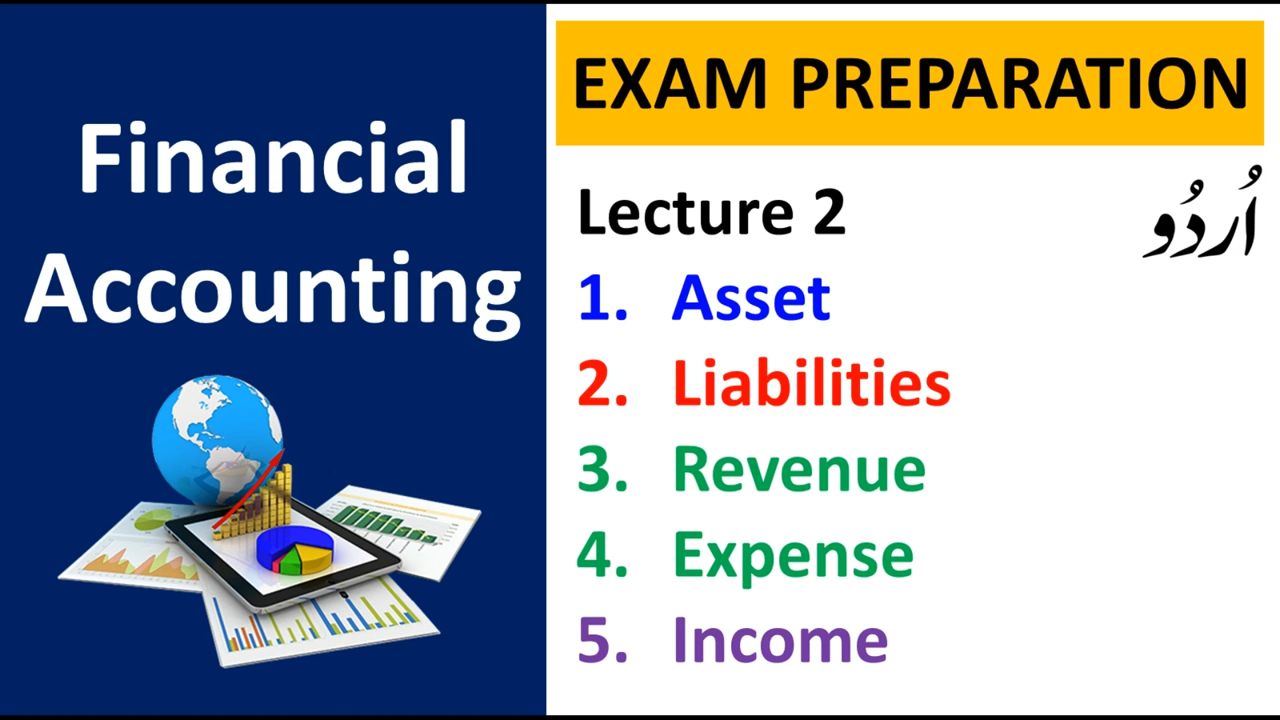 Financial
Accounting
EXAM PREPARATION
Lecture 2
اُردُو
1. Asset
2. Liabilities
3. Revenue
4. Expense
5. Income